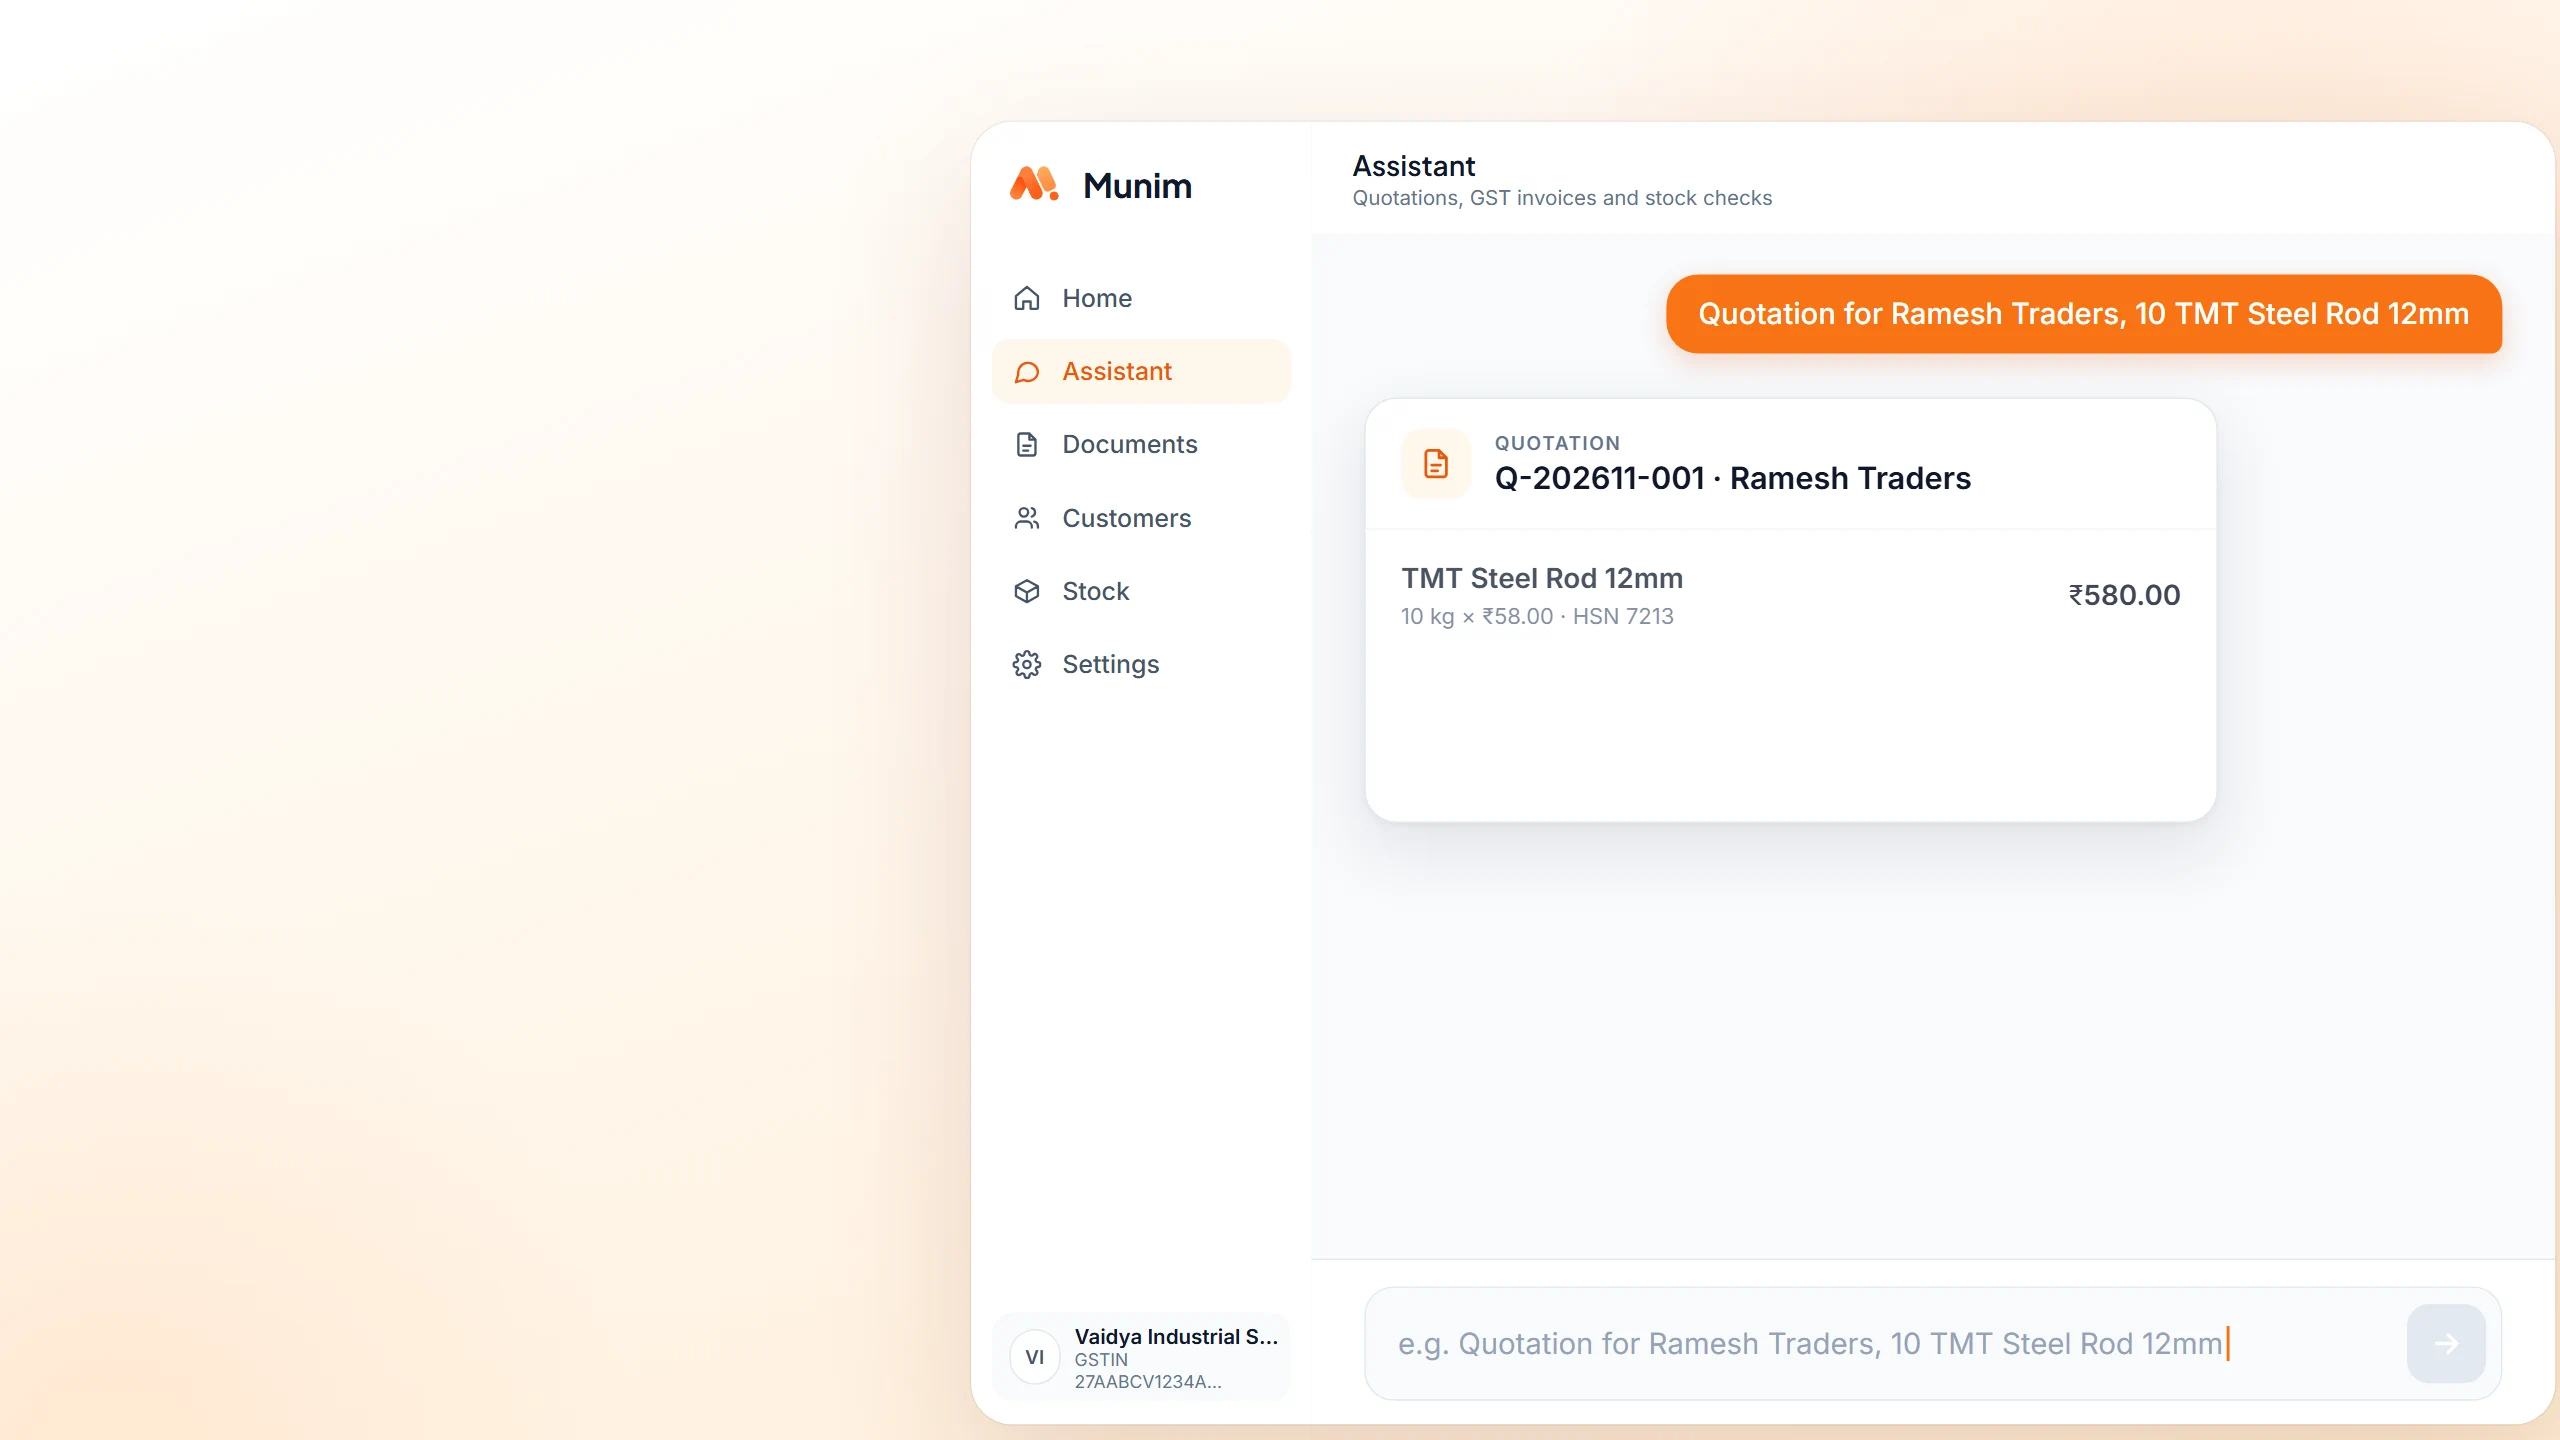 Munim
Home
Assistant
Documents
Customers
Stock
Settings
Vaidya Industrial S...
VI
GSTIN
27AABCV1234A...
Assistant
Quotations, GST invoices and stock checks
Quotation for Ramesh Traders, 10 TMT Steel Rod 12mm
QUOTATION
Q-202611-001 · Ramesh Traders
TMT Steel Rod 12mm
₹580.00
10 kg × ₹58.00 · HSN 7213
e.g. Quotation for Ramesh Traders, 10 TMT Steel Rod 12mm